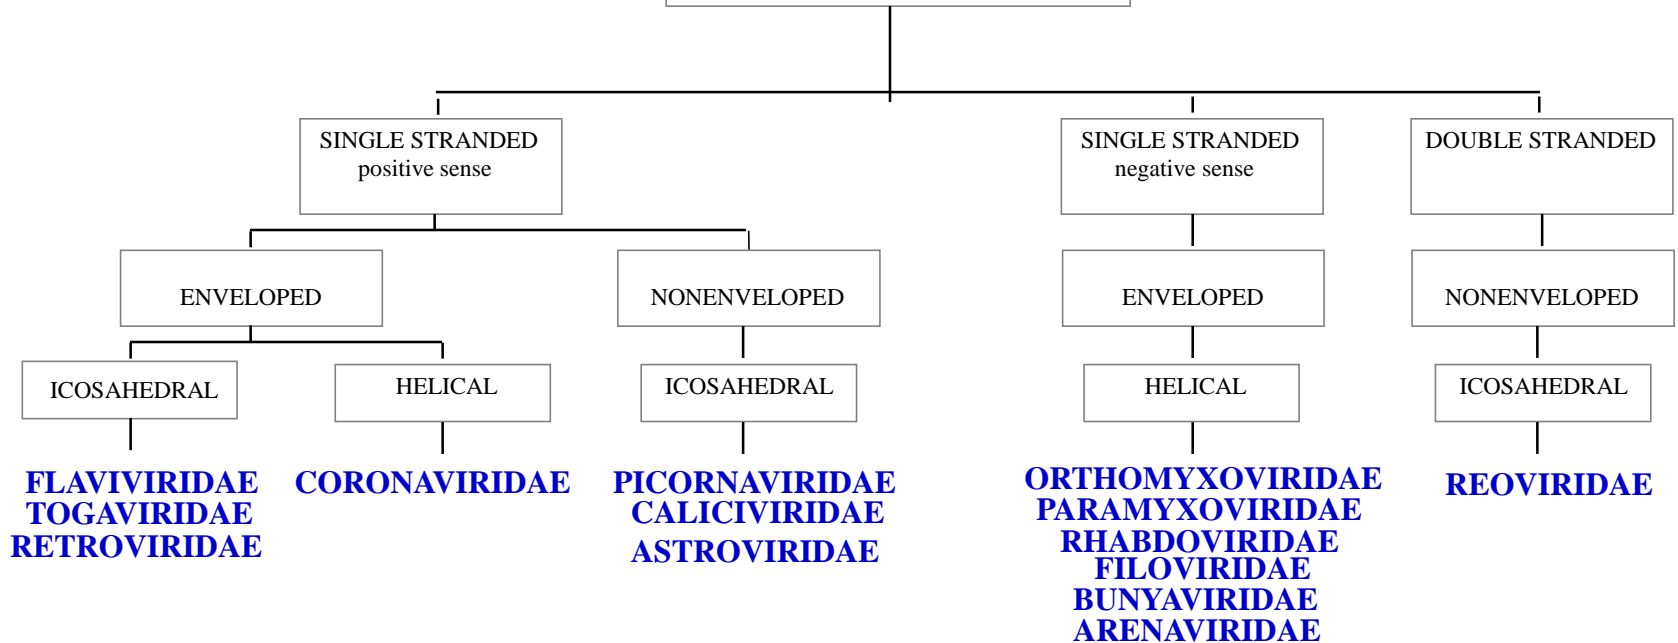 SINGLE STRANDED
positive sense
SINGLE STRANDED
negative sense
DOUBLE STRANDED
ENVELOPED
NONENVELOPED
ENVELOPED
NONENVELOPED
ICOSAHEDRAL
HELICAL
ICOSAHEDRAL
HELICAL
ICOSAHEDRAL
FLAVIVIRIDAE
TOGAVIRIDAE
RETROVIRIDAE
CORONAVIRIDAE
PICORNAVIRIDAE
CALICIVIRIDAE
ASTROVIRIDAE
ORTHOMYXOVIRIDAE
PARAMYXOVIRIDAE
RHABDOVIRIDAE
FILOVIRIDAE
BUNYAVIRIDAE
ARENAVIRIDAE
REOVIRIDAE